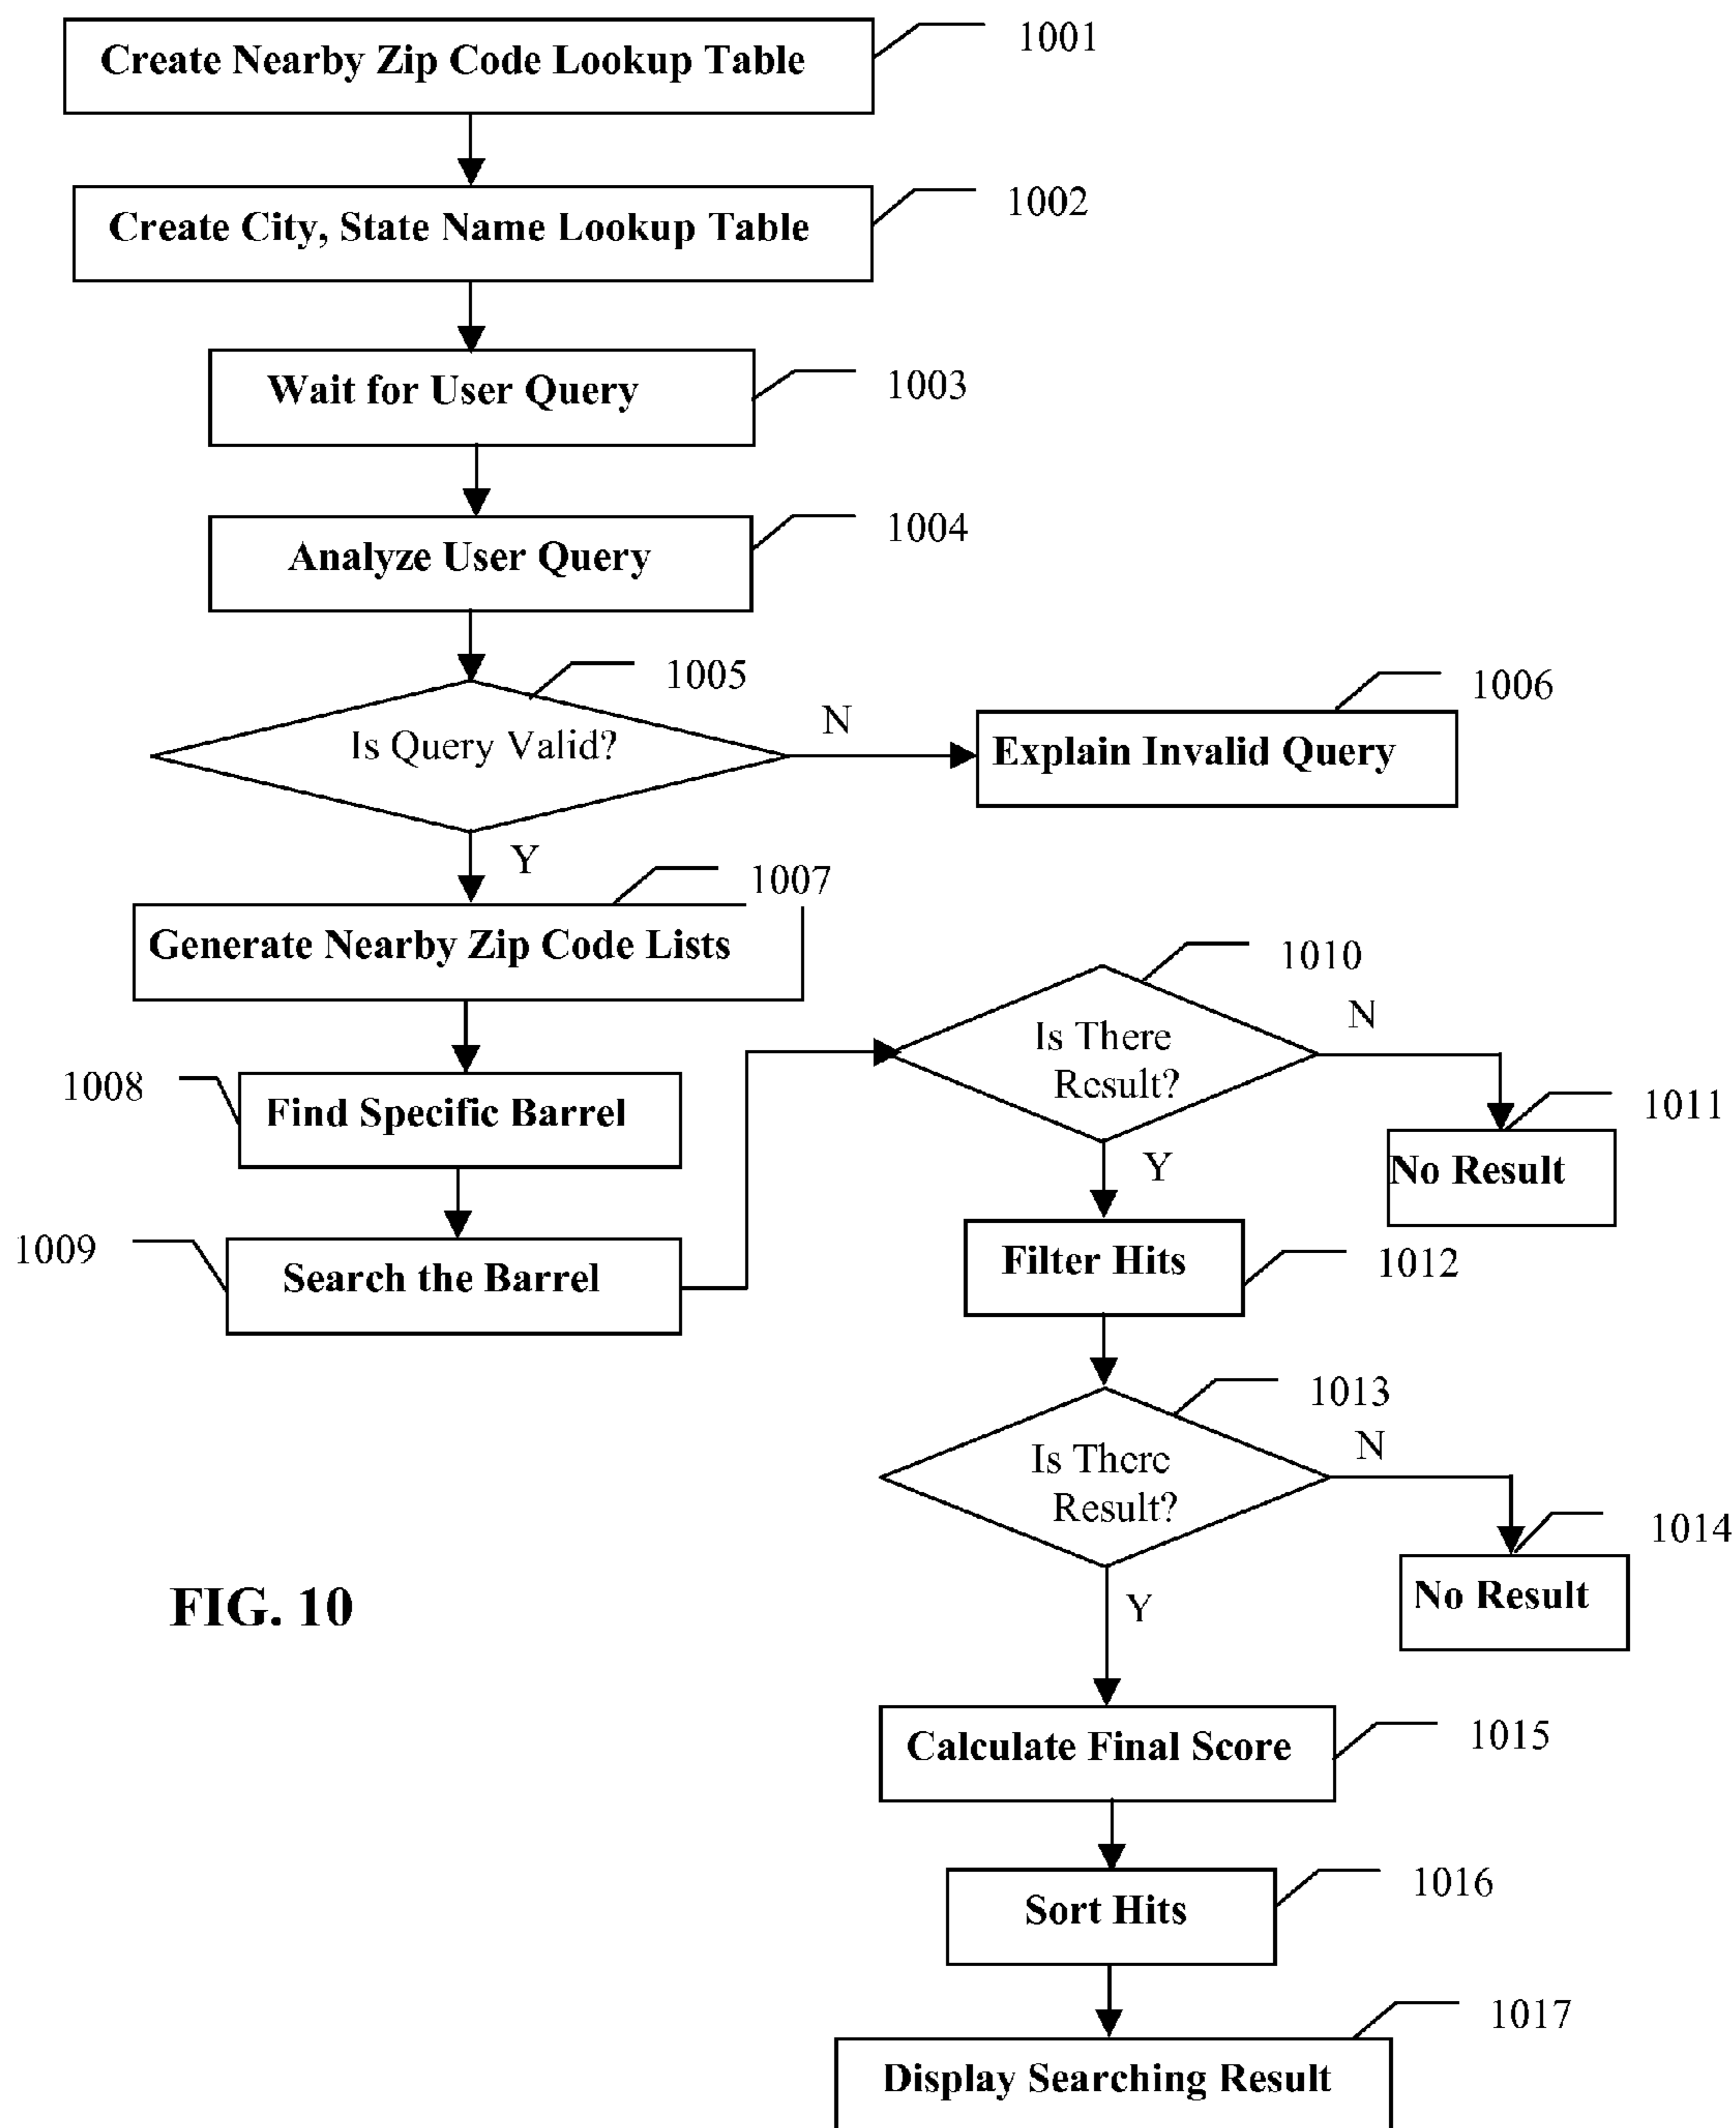 Create Nearby Zip Code Lookup Table
1001
Create City, State Name Lookup Table
1002
Wait for User Query
1003
Analyze User Query
1004
Is Query Valid?
1005
N
Explain Invalid Query
1006
Y
Generate Nearby Zip Code Lists
1007
1008
Find Specific Barrel
1009
Search the Barrel
1010
Is There
Result?
N
1011
No Result
Y
Filter Hits
1012
1013
Is There
Result?
N
1014
No Result
Y
FIG. 10
Calculate Final Score
1015
Sort Hits
1016
1017
Display Searching Result